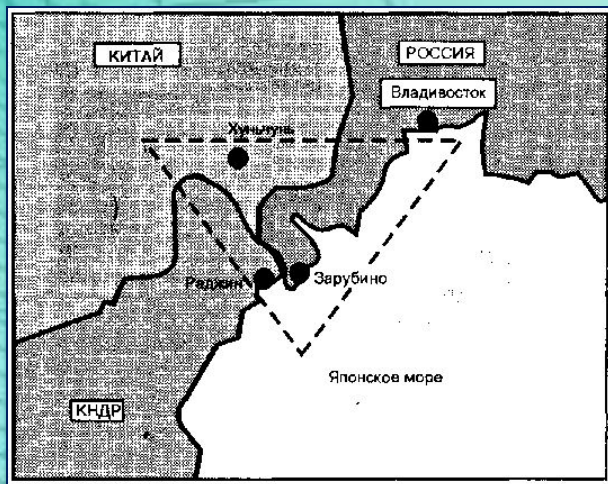 КИТАЙ
РОССИЯ
Владивосток
Хуньчунь
Раджин
Зарубино
Японское море
КНДР